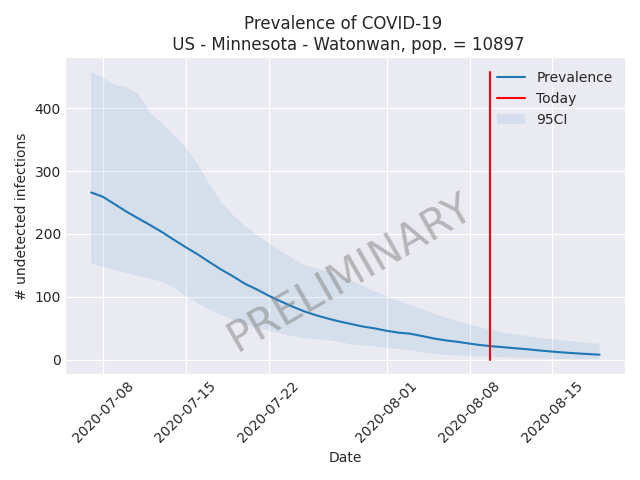 Prevalence of COVID-19
US - Minnesota - Watonwan, pop. = 10897
Prevalence
Today
95CI
# undetected infections
400
300
200
100
0
PRELIMINARY
2020-07-08
2020-07-15
2020-07-22
2020-08-01
2020-08-08
2020-08-15
Date